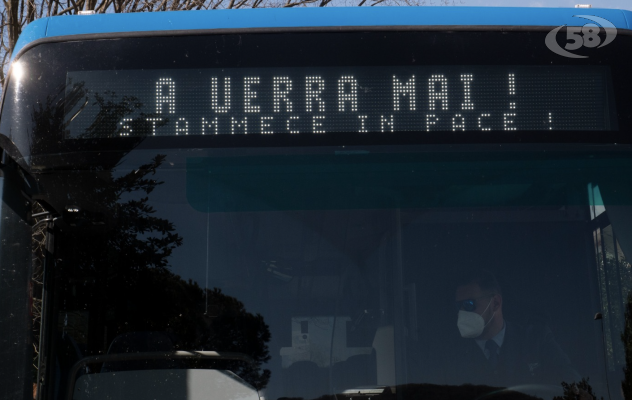 58
A UERRA MAI !
STAMMECE IN PACE !